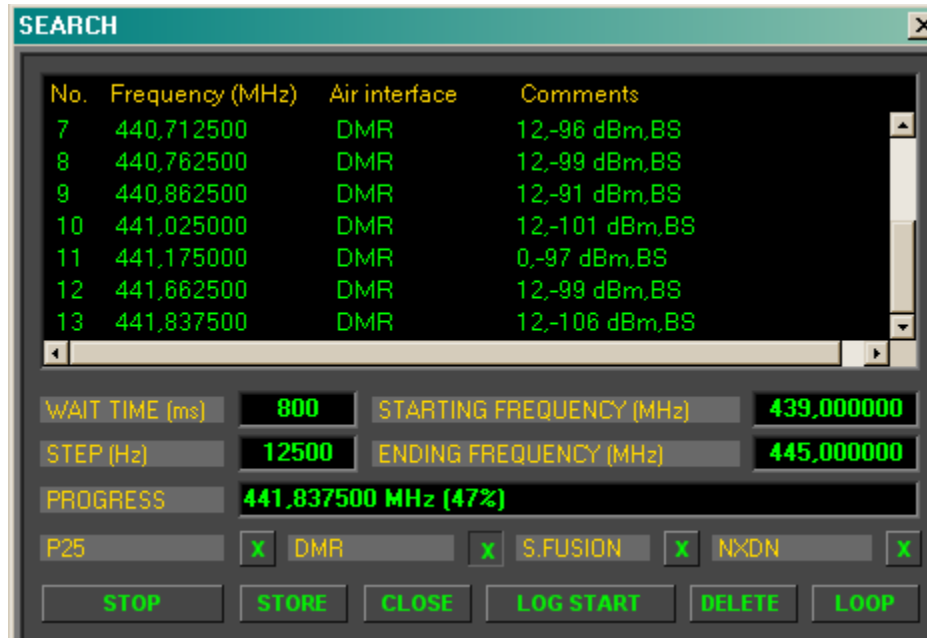 SEARCH
No. Frequency (MHz) Air interface Comments
7 440,712500 DMR 12,-96 dBm,BS
8 440,762500 DMR 12,-99 dBm,BS
9 440,862500 DMR 12,-91 dBm,BS
10 441,025000 DMR 12,-101 dBm,BS
11 441,175000 DMR 0,-97 dBm,BS
12 441,662500 DMR 12,-99 dBm,BS
13 441,837500 DMR 12,-106 dBm,BS
WAIT TIME (ms) 800 STARTING FREQUENCY (MHz) 439,000000
STEP (Hz) 12500 ENDING FREQUENCY (MHz) 445,000000
PROGRESS 441,837500 MHz (47%)
P25 X DMR X S.FUSION X NXDN X
STOP STORE CLOSE LOG START DELETE LOOP